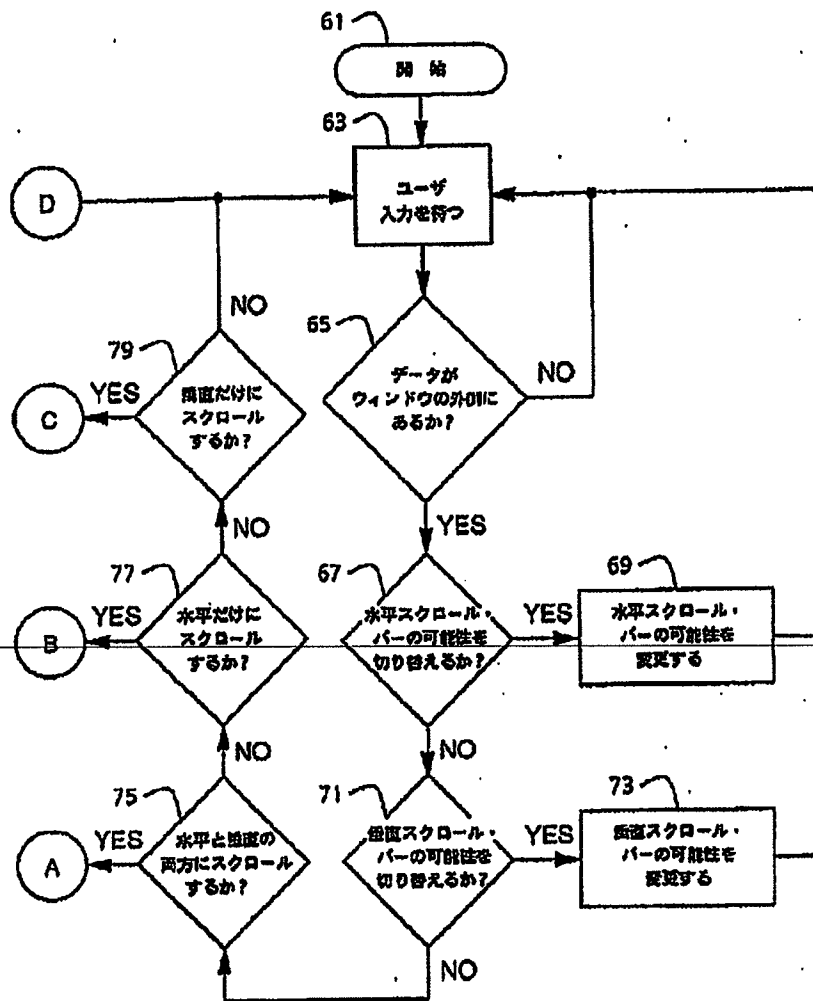 61
開 始
63
ユーザ
入力を待つ
D
NO
65
データが
ウィンドウの外側に
あるか？
NO
79
YES
垂直だけに
スクロール
するか？
C
NO
YES
77
YES
水平だけに
スクロール
するか？
B
67
水平スクロール・
バーの可能性を
切り替えるか？
YES
69
水平スクロール・
バーの可能性を
変更する
NO
NO
75
YES
水平と垂直の
両方にスクロール
するか？
A
71
垂直スクロール・
バーの可能性を
切り替えるか？
YES
73
垂直スクロール・
バーの可能性を
変更する
NO